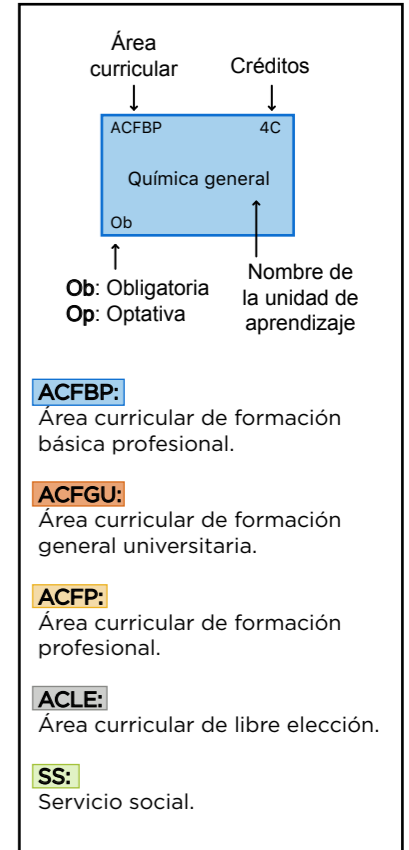 Área
curricular
Créditos
ACFBP 4C
Química general
Ob
Ob: Obligatoria
Op: Optativa
Nombre de
la unidad de
aprendizaje
ACFBP:
Área curricular de formación
básica profesional.
ACFGU:
Área curricular de formación
general universitaria.
ACFP:
Área curricular de formación
profesional.
ACLE:
Área curricular de libre elección.
SS:
Servicio social.